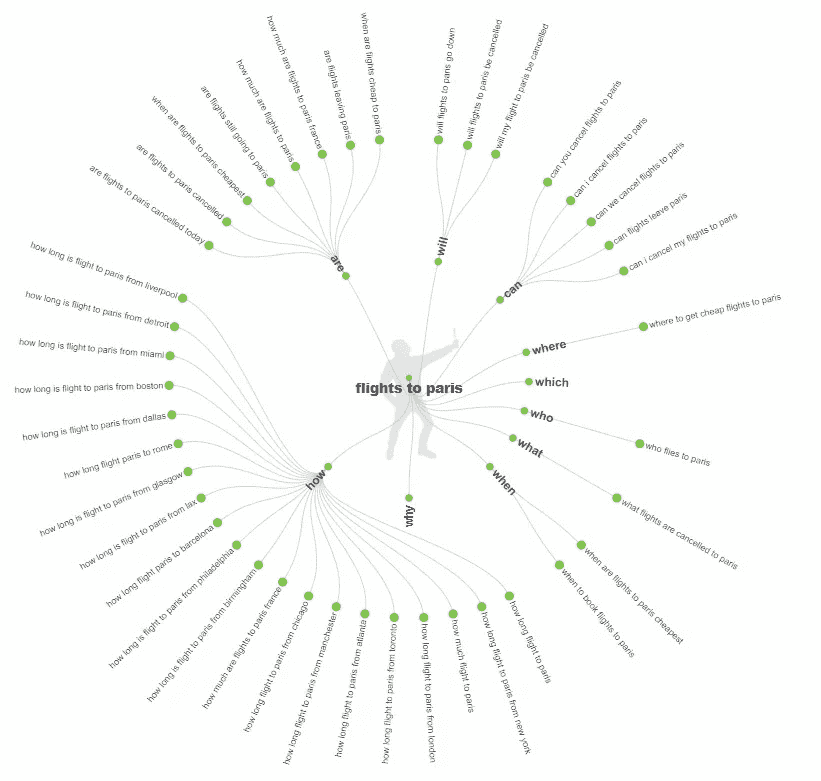 flights to paris
are
are flights to paris cancelled today
are flights to paris cancelled
when are flights to paris cheapest
are flights still going to paris
how much are flights to paris
how much are flights to paris france
are flights leaving paris
when are flights cheap to paris
will
will flights to paris go down
will flights to paris be cancelled
will my flight to paris be cancelled
can
can you cancel flights to paris
can i cancel flights to paris
can we cancel flights to paris
can flights leave paris
can i cancel my flights to paris
where
where to get cheap flights to paris
which
who
who flies to paris
what
what flights are cancelled to paris
when
when are flights to paris cheapest
when to book flights to paris
why
how
how long flight to paris
how long flight to paris from new york
how much flight to paris
how long flight to paris from london
how long flight to paris from toronto
how long flight to paris from atlanta
how long flight to paris from manchester
how long flight to paris from chicago
how much are flights to paris france
how long is flight to paris from birmingham
how long is flight to paris from philadelphia
how long flight paris to barcelona
how long is flight to paris from lax
how long is flight to paris from glasgow
how long flight paris to rome
how long is flight to paris from dallas
how long is flight to paris from boston
how long is flight to paris from miami
how long is flight to paris from detroit
how long is flight to paris from liverpool